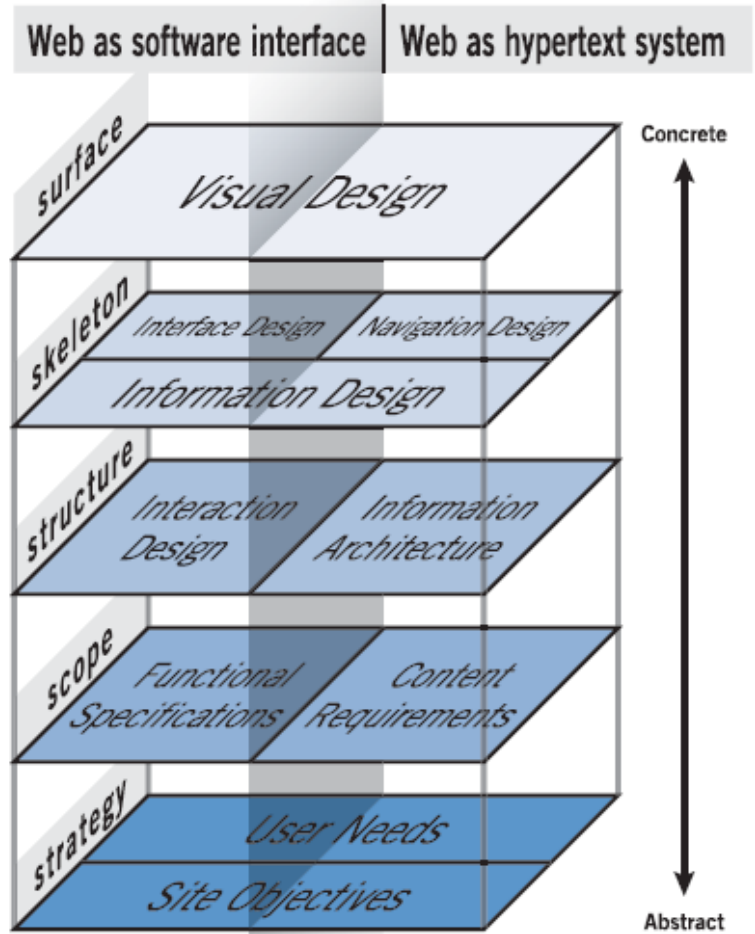 Web as software interface
Web as hypertext system
Concrete
surface
Visual Design
skeleton
Interface Design
Navigation Design
Information Design
structure
Interaction
Design
Information
Architecture
scope
Functional
Specifications
Content
Requirements
strategy
User Needs
Site Objectives
Abstract